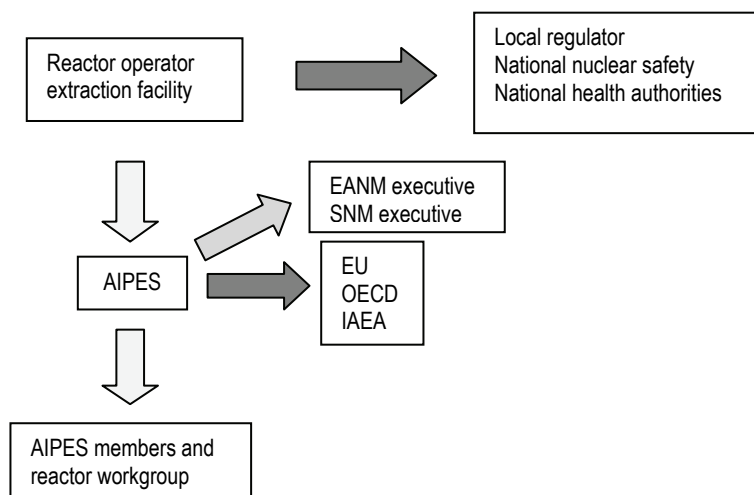 Reactor operator
extraction facility
Local regulator
National nuclear safety
National health authorities
EANM executive
SNM executive
AIPES
EU
OECD
IAEA
AIPES members and
reactor workgroup